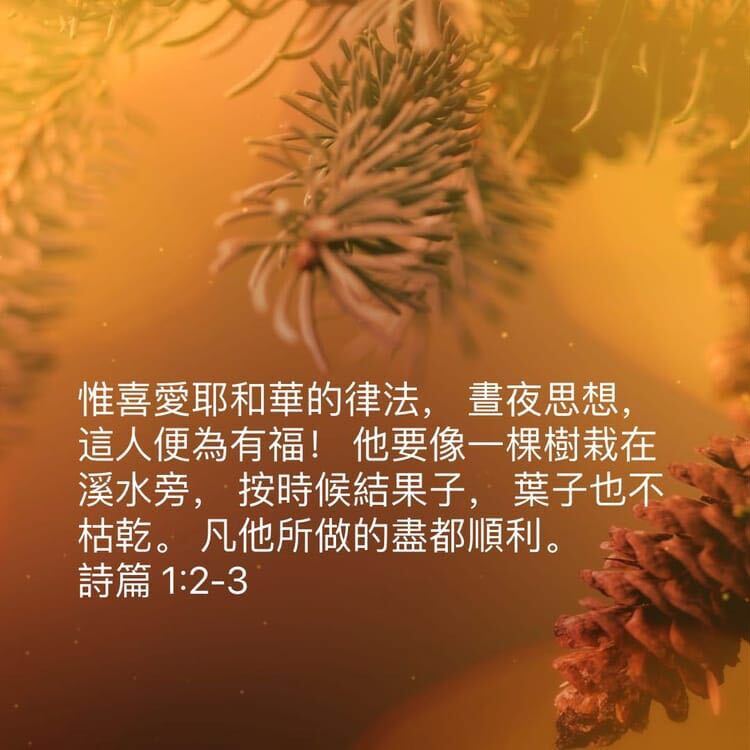 惟喜愛耶和華的律法， 晝夜思想，
這人便為有福！ 他要像一棵樹栽在
溪水旁， 按時候結果子， 葉子也不
枯乾。 凡他所做的盡都順利。
詩篇 1:2-3